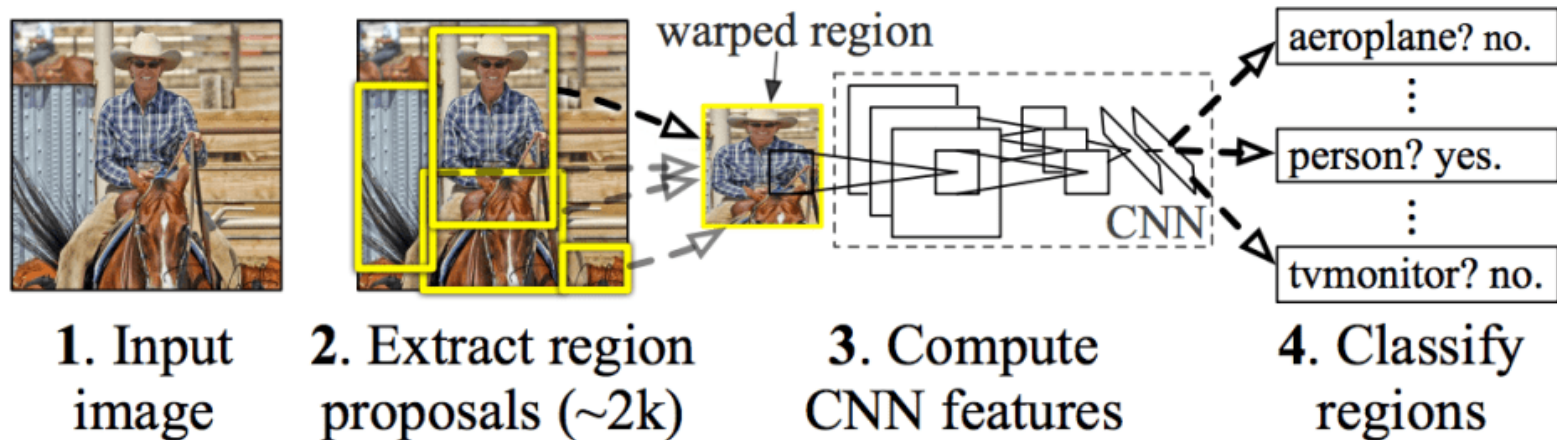 warped region
aeroplane? no.
⋮
person? yes.
⋮
tvmonitor? no.
CNN
1. Input
image
2. Extract region
proposals (~2k)
3. Compute
CNN features
4. Classify
regions